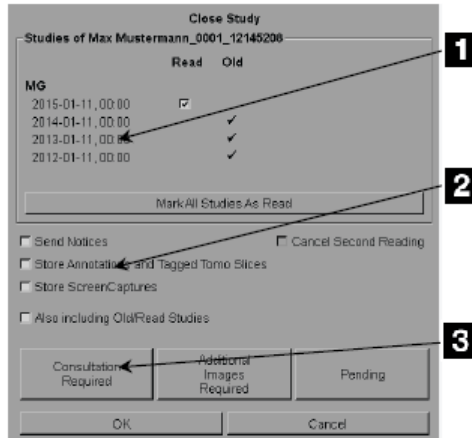 Close Study
Studies of Max Mustermann_0001_12145206
Read Old
MG
2015-01-11, 00:00
2014-01-11, 00:00
2013-01-11, 00:00
2012-01-11, 00:00
Mark All Studies As Read
Send Notices
Cancel Second Reading
Store Annotations and Tagged Tomo Slices
Store ScreenCaptures
Also including Old/Read Studies
Consultation
Required
Additional
Images
Required
Pending
OK
Cancel
1
2
3